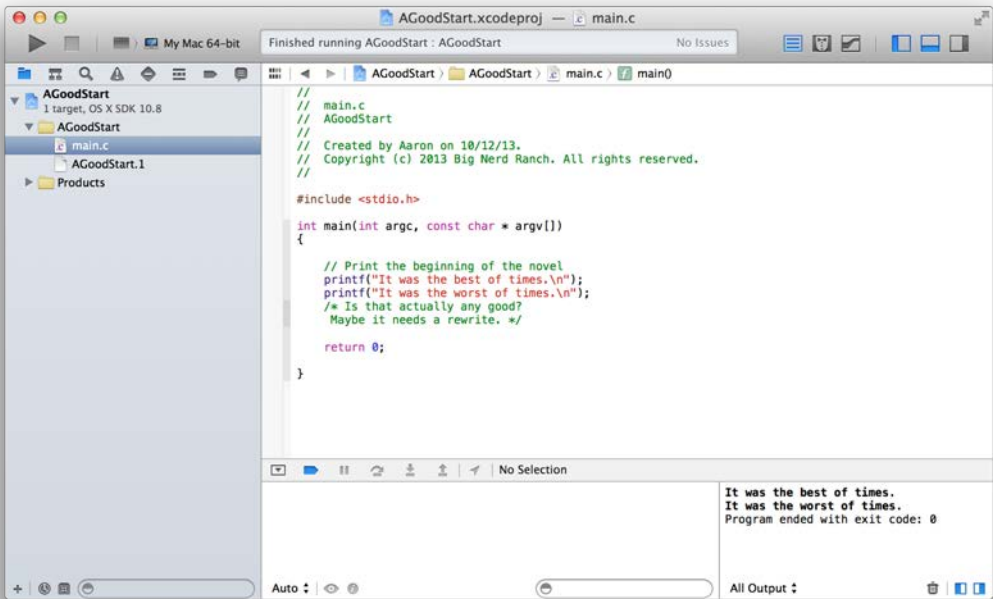 AGoodStart.xcodeproj — main.c
My Mac 64-bit
Finished running AGoodStart : AGoodStart
No Issues
AGoodStart
1 target, OS X SDK 10.8
AGoodStart
main.c
AGoodStart.1
Products
AGoodStart AGoodStart main.c main()
//
// main.c
// AGoodStart
//
// Created by Aaron on 10/12/13.
// Copyright (c) 2013 Big Nerd Ranch. All rights reserved.
//
#include <stdio.h>
int main(int argc, const char * argv[])
{
// Print the beginning of the novel
printf("It was the best of times.\n");
printf("It was the worst of times.\n");
/* Is that actually any good?
Maybe it needs a rewrite. */
return 0;
}
No Selection
It was the best of times.
It was the worst of times.
Program ended with exit code: 0
Auto
All Output